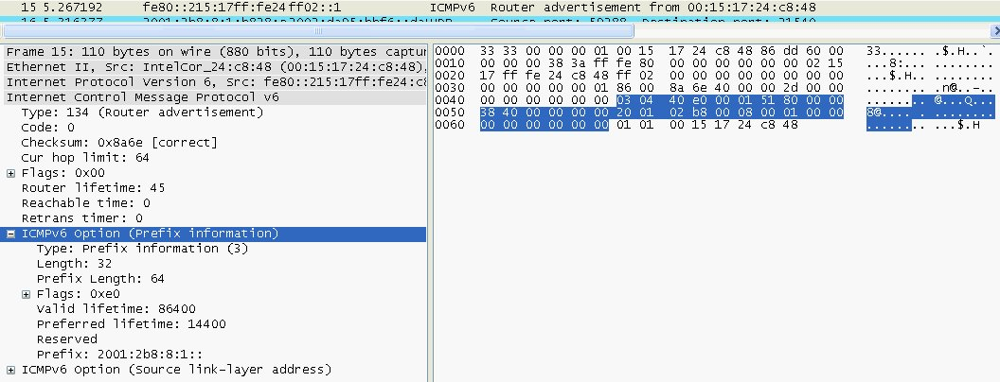 15 5.267192 fe80::215:17ff:fe24 ff02::1 ICMPv6 Router advertisement from 00:15:17:24:c8:48
Frame 15: 110 bytes on wire (880 bits), 110 bytes captur
Ethernet II, Src: IntelCor_24:c8:48 (00:15:17:24:c8:48),
Internet Protocol Version 6, Src: fe80::215:17ff:fe24:c8
Internet Control Message Protocol v6
Type: 134 (Router advertisement)
Code: 0
Checksum: 0x8a6e [correct]
Cur hop limit: 64
Flags: 0x00
Router lifetime: 45
Reachable time: 0
Retrans timer: 0
ICMPv6 Option (Prefix information)
Type: Prefix information (3)
Length: 32
Prefix Length: 64
Flags: 0xe0
Valid lifetime: 86400
Preferred lifetime: 14400
Reserved
Prefix: 2001:2b8:8:1::
ICMPv6 Option (Source link-layer address)
0000 33 33 00 00 00 01 00 15 17 24 c8 48 86 dd 60 00 33...... .$.H..`.
0010 00 00 00 38 3a ff fe 80 00 00 00 00 00 00 02 15 ...8:... ........
0020 17 ff fe 24 c8 48 ff 02 00 00 00 00 00 00 00 00 ...$.H.. ........
0030 00 00 00 00 00 01 86 00 8a 6e 40 00 00 2d 00 00 ........ .n@..-..
0040 00 00 00 00 00 00 03 04 40 e0 00 01 51 80 00 00 ........ @...Q...
0050 38 40 00 00 00 00 20 01 02 b8 00 08 00 01 00 00 8@.... . ........
0060 00 00 00 00 00 00 01 01 00 15 17 24 c8 48 ........ ...$.H